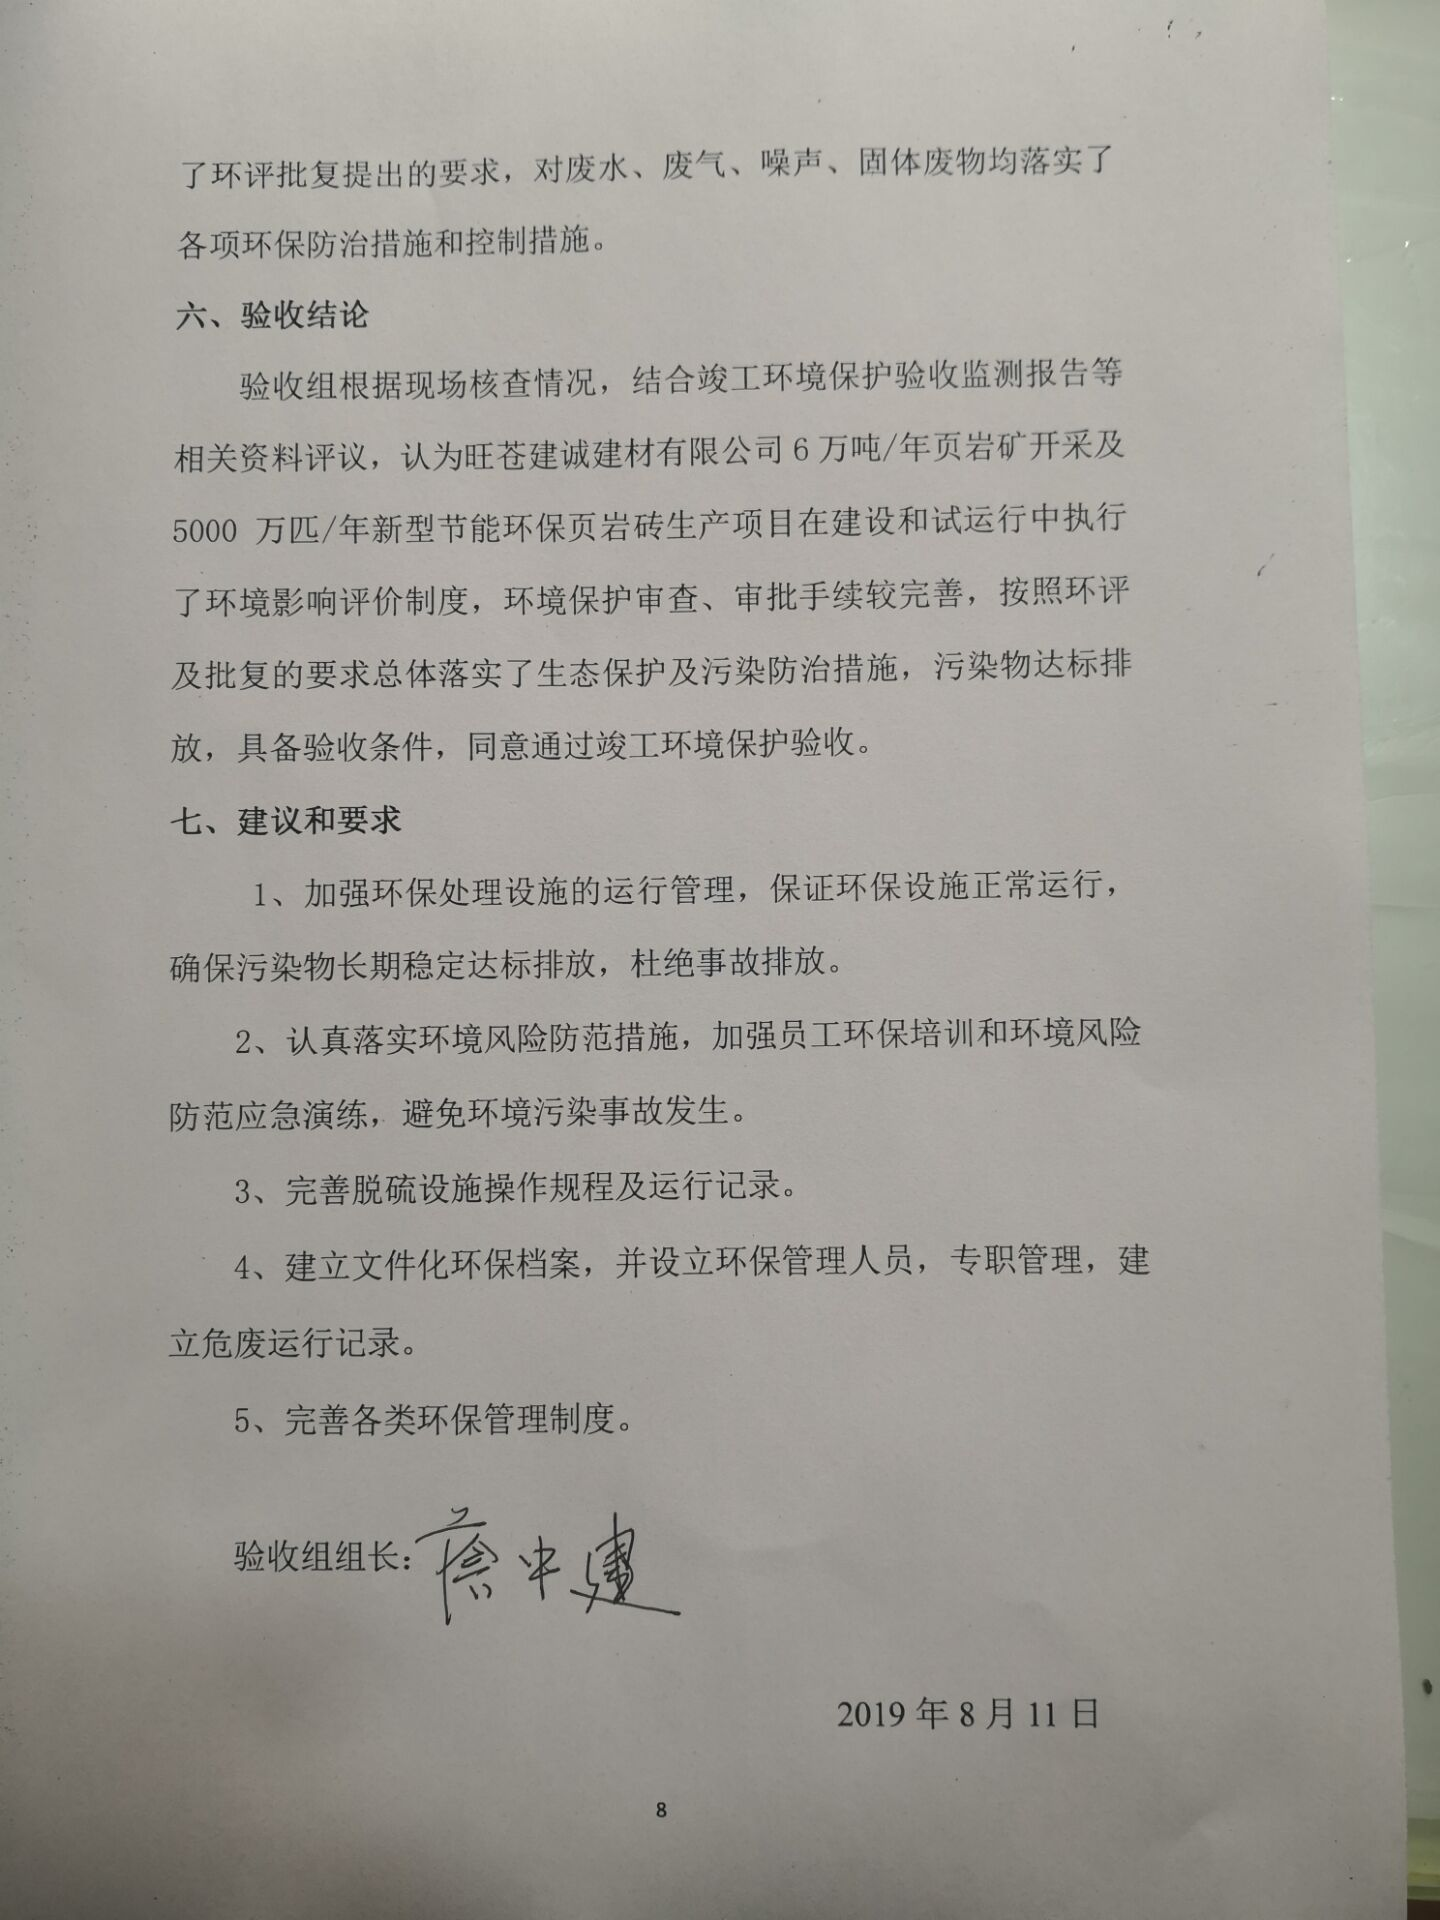 了环评批复提出的要求，对废水、废气、噪声、固体废物均落实了
各项环保防治措施和控制措施。
六、验收结论
验收组根据现场核查情况，结合竣工环境保护验收监测报告等
相关资料评议，认为旺苍建诚建材有限公司6万吨/年页岩矿开采及
5000 万匹/年新型节能环保页岩砖生产项目在建设和试运行中执行
了环境影响评价制度，环境保护审查、审批手续较完善，按照环评
及批复的要求总体落实了生态保护及污染防治措施，污染物达标排
放，具备验收条件，同意通过竣工环境保护验收。
七、建议和要求
1、加强环保处理设施的运行管理，保证环保设施正常运行，
确保污染物长期稳定达标排放，杜绝事故排放。
2、认真落实环境风险防范措施，加强员工环保培训和环境风险
防范应急演练，避免环境污染事故发生。
3、完善脱硫设施操作规程及运行记录。
4、建立文件化环保档案，并设立环保管理人员，专职管理，建
立危废运行记录。
5、完善各类环保管理制度。
验收组组长：
2019 年 8 月 11 日
8